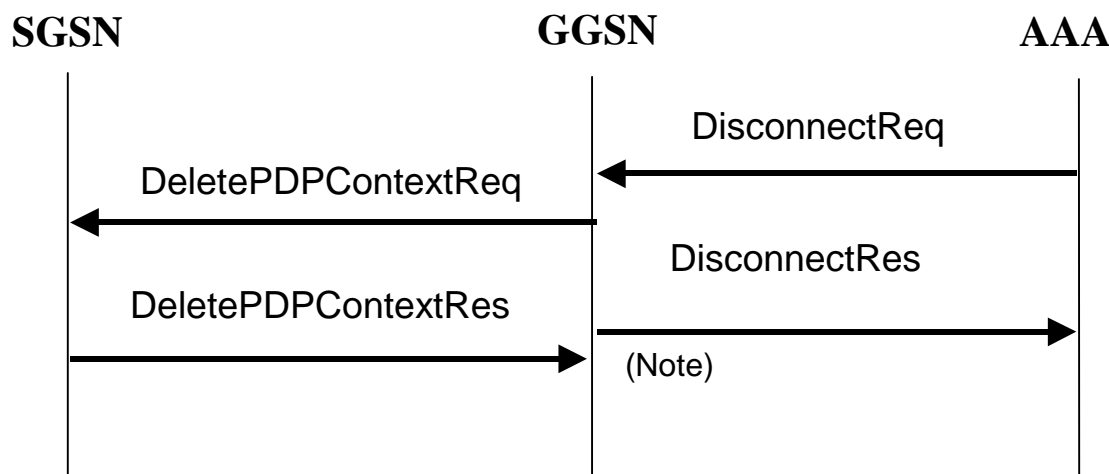 SGSN GGSN AAA
DisconnectReq
DeletePDPContextReq
DisconnectRes
DeletePDPContextRes
(Note)